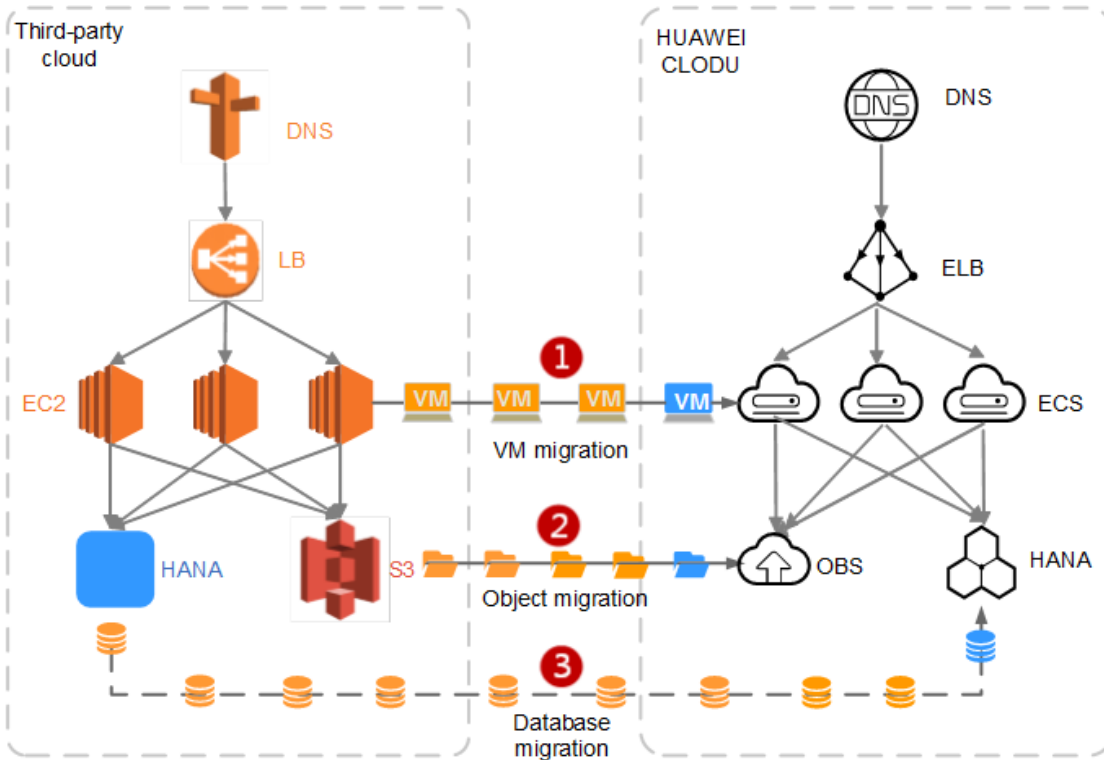 Third-party
cloud
HUAWEI
CLODU
DNS
DNS
DNS
LB
ELB
1
EC2
VM
VM
VM
VM
ECS
VM migration
2
HANA
S3
OBS
HANA
Object migration
3
Database
migration